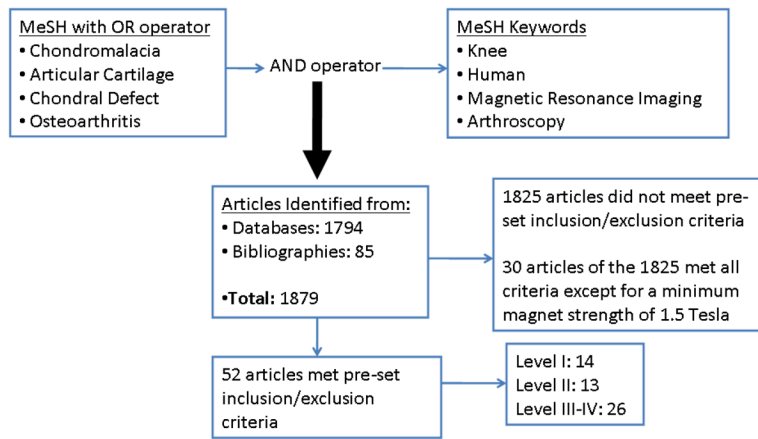 MeSH with OR operator
• Chondromalacia
• Articular Cartilage
• Chondral Defect
• Osteoarthritis
AND operator
MeSH Keywords
• Knee
• Human
• Magnetic Resonance Imaging
• Arthroscopy
Articles Identified from:
• Databases: 1794
• Bibliographies: 85
•Total: 1879
1825 articles did not meet pre-
set inclusion/exclusion criteria
30 articles of the 1825 met all
criteria except for a minimum
magnet strength of 1.5 Tesla
52 articles met pre-set
inclusion/exclusion
criteria
Level I: 14
Level II: 13
Level III-IV: 26